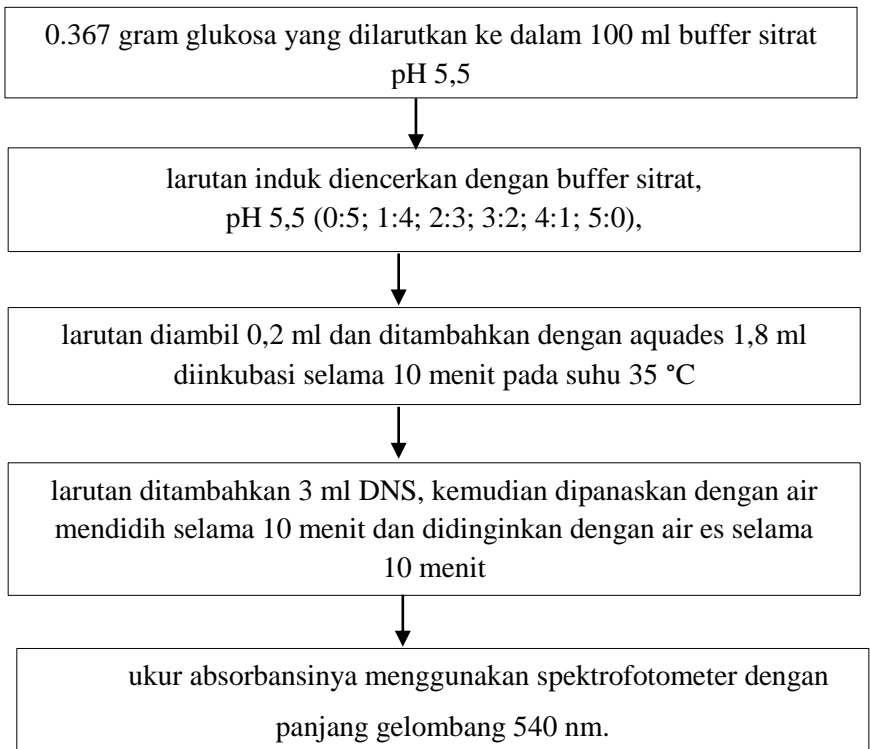 0.367 gram glukosa yang dilarutkan ke dalam 100 ml buffer sitrat
pH 5,5
larutan induk diencerkan dengan buffer sitrat,
pH 5,5 (0:5; 1:4; 2:3; 3:2; 4:1; 5:0),
larutan diambil 0,2 ml dan ditambahkan dengan aquades 1,8 ml
diinkubasi selama 10 menit pada suhu 35 °C
larutan ditambahkan 3 ml DNS, kemudian dipanaskan dengan air
mendidih selama 10 menit dan didinginkan dengan air es selama
10 menit
ukur absorbansinya menggunakan spektrofotometer dengan
panjang gelombang 540 nm.